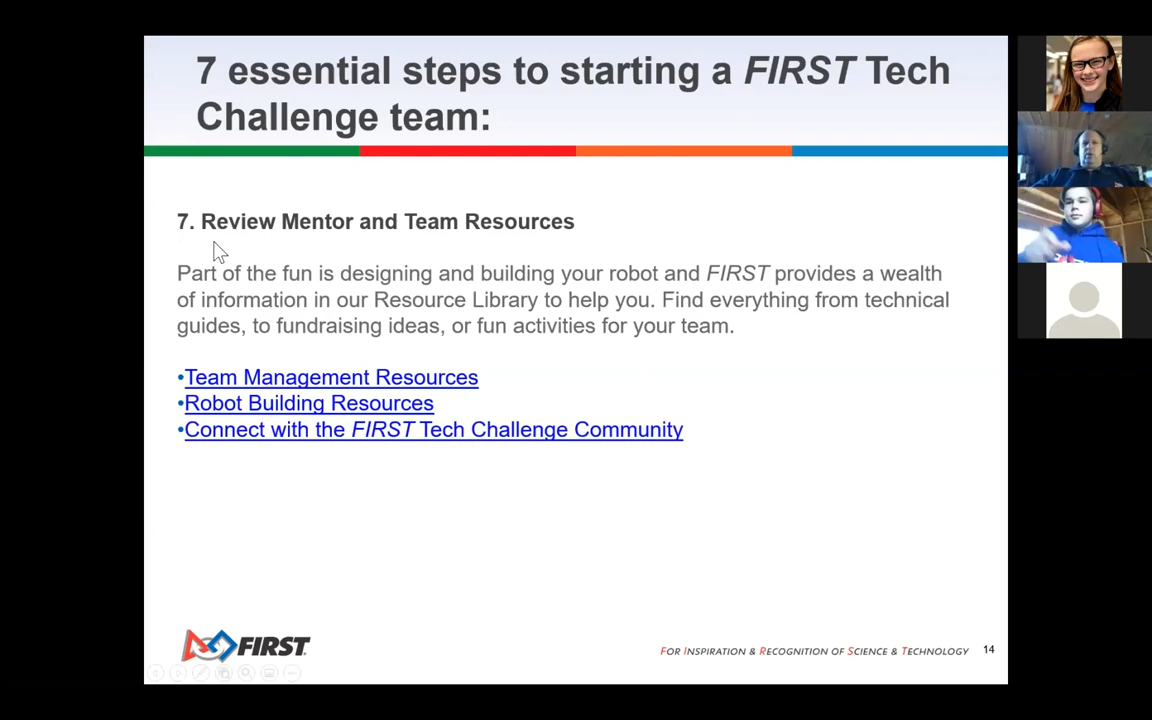 7 essential steps to starting a FIRST Tech
Challenge team:
7. Review Mentor and Team Resources
Part of the fun is designing and building your robot and FIRST provides a wealth
of information in our Resource Library to help you. Find everything from technical
guides, to fundraising ideas, or fun activities for your team.
•Team Management Resources
•Robot Building Resources
•Connect with the FIRST Tech Challenge Community
FIRST
FOR INSPIRATION & RECOGNITION OF SCIENCE & TECHNOLOGY
14